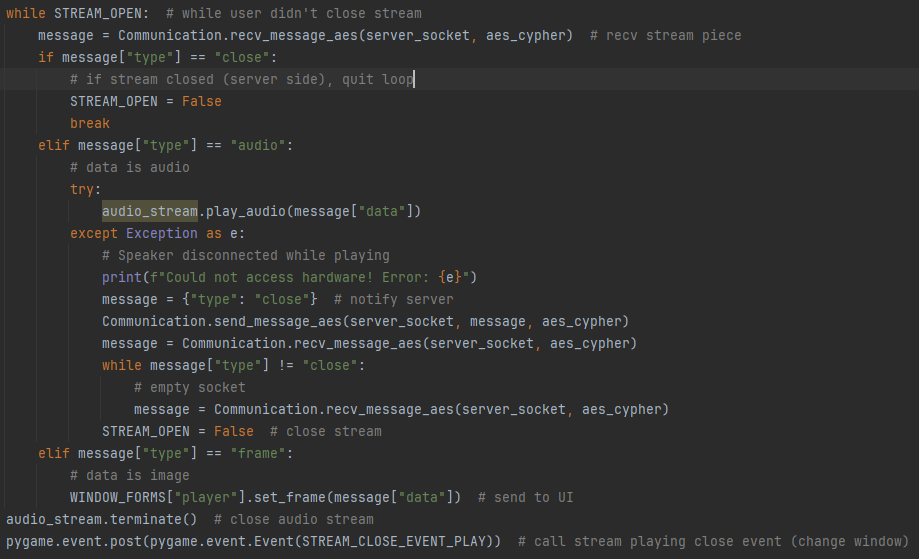 while STREAM_OPEN:  # while user didn't close stream
    message = Communication.recv_message_aes(server_socket, aes_cypher)  # recv stream piece
    if message["type"] == "close":
        # if stream closed (server side), quit loop
        STREAM_OPEN = False
        break
    elif message["type"] == "audio":
        # data is audio
        try:
            audio_stream.play_audio(message["data"])
        except Exception as e:
            # Speaker disconnected while playing
            print(f"Could not access hardware! Error: {e}")
            message = {"type": "close"}  # notify server
            Communication.send_message_aes(server_socket, message, aes_cypher)
            message = Communication.recv_message_aes(server_socket, aes_cypher)
            while message["type"] != "close":
                # empty socket
                message = Communication.recv_message_aes(server_socket, aes_cypher)
            STREAM_OPEN = False  # close stream
    elif message["type"] == "frame":
        # data is image
        WINDOW_FORMS["player"].set_frame(message["data"])  # send to UI
audio_stream.terminate()  # close audio stream
pygame.event.post(pygame.event.Event(STREAM_CLOSE_EVENT_PLAY))  # call stream playing close event (change window)